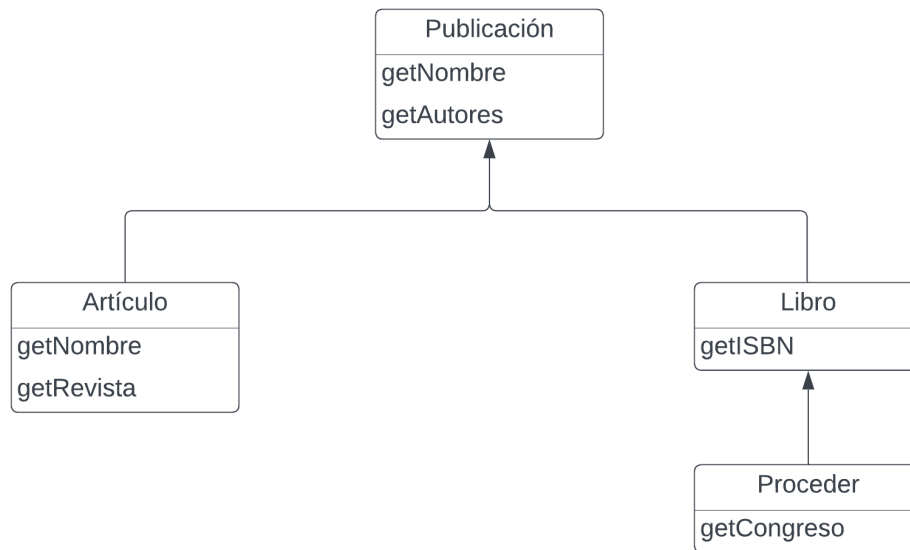 Publicación
getNombre
getAutores
Artículo
getNombre
getRevista
Libro
getISBN
Proceder
getCongreso